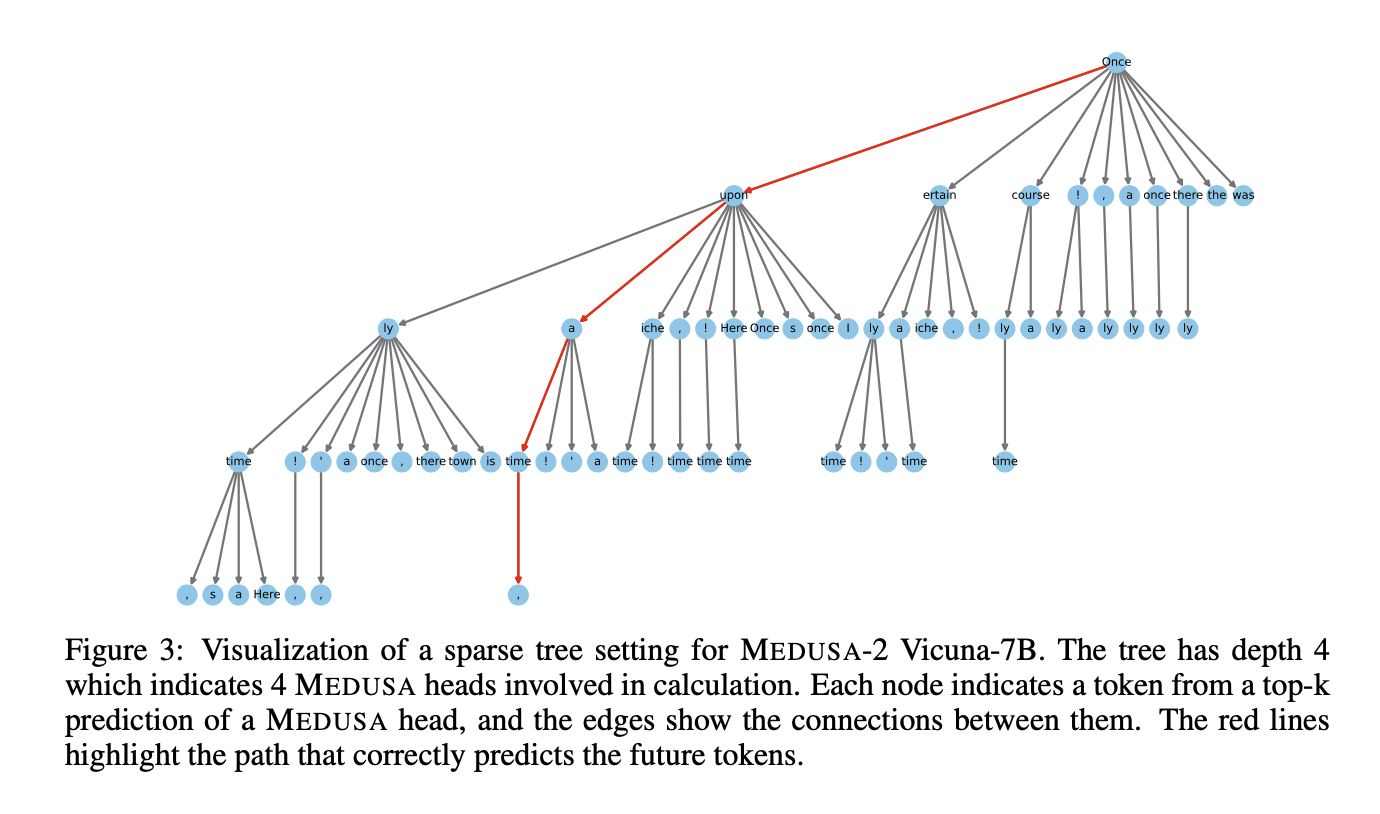 Once
upon ertain course ! , a once there the was
ly a iche , ! Here Once s once I ly a iche , ! ly a ly a ly ly ly ly
time ! ' a once , there town is time ! ' a time ! time time time time ! ' time time
, s a Here , , ,
Figure 3: Visualization of a sparse tree setting for MEDUSA-2 Vicuna-7B. The tree has depth 4
which indicates 4 MEDUSA heads involved in calculation. Each node indicates a token from a top-k
prediction of a MEDUSA head, and the edges show the connections between them. The red lines
highlight the path that correctly predicts the future tokens.